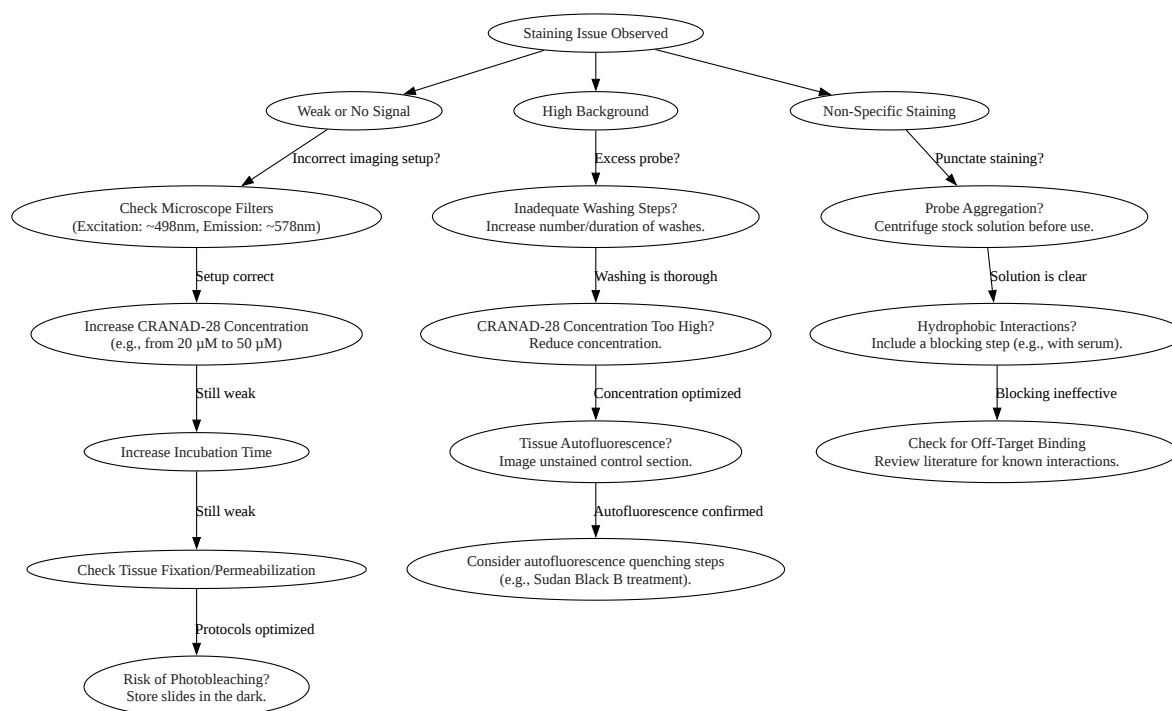 Staining Issue Observed
Weak or No Signal
High Background
Non-Specific Staining
Incorrect imaging setup?
Excess probe?
Punctate staining?
Check Microscope Filters
(Excitation: ~498nm, Emission: ~578nm)
Inadequate Washing Steps?
Increase number/duration of washes.
Probe Aggregation?
Centrifuge stock solution before use.
Setup correct
Washing is thorough
Solution is clear
Increase CRANAD-28 Concentration
(e.g., from 20 µM to 50 µM)
CRANAD-28 Concentration Too High?
Reduce concentration.
Hydrophobic Interactions?
Include a blocking step (e.g., with serum).
Still weak
Concentration optimized
Blocking ineffective
Increase Incubation Time
Tissue Autofluorescence?
Image unstained control section.
Check for Off-Target Binding
Review literature for known interactions.
Still weak
Autofluorescence confirmed
Check Tissue Fixation/Permeabilization
Consider autofluorescence quenching steps
(e.g., Sudan Black B treatment).
Protocols optimized
Risk of Photobleaching?
Store slides in the dark.